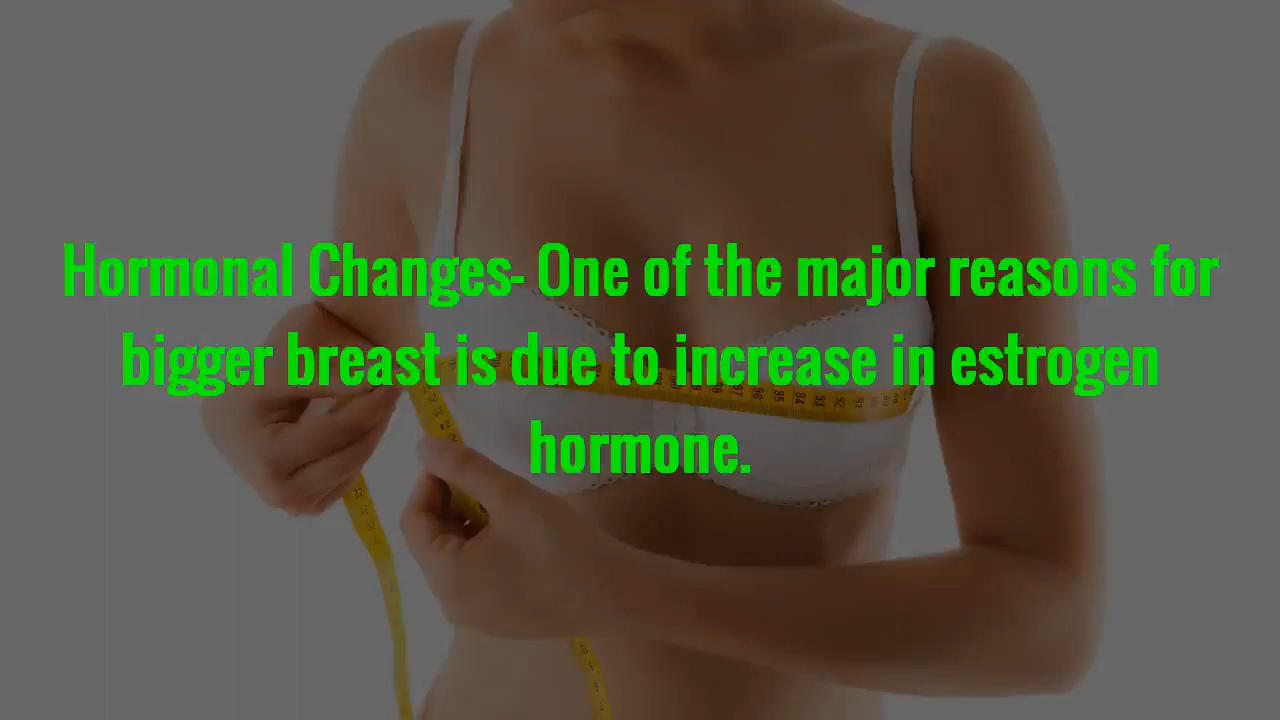 Hormonal Changes- One of the major reasons for
bigger breast is due to increase in estrogen
hormone.